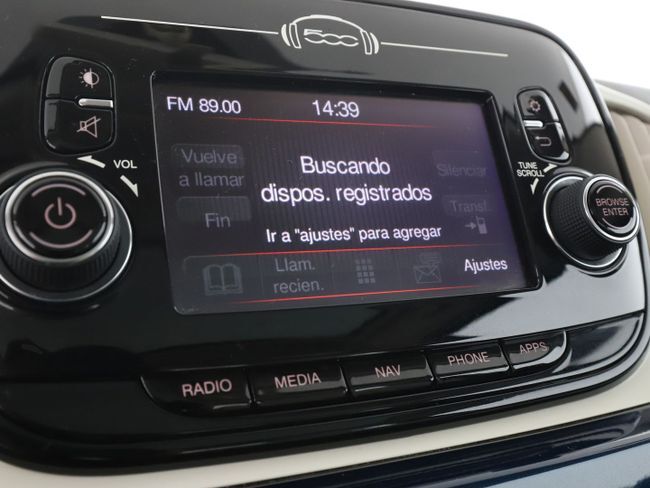 500
FM 89.00 14:39
VOL
TUNE
SCROLL
BROWSE
ENTER
Vuelve
a llamar
Buscando
dispos. registrados
Silenciar
Fin
Transf.
Ir a "ajustes" para agregar
Llam.
recien.
Ajustes
RADIO MEDIA NAV PHONE APPS